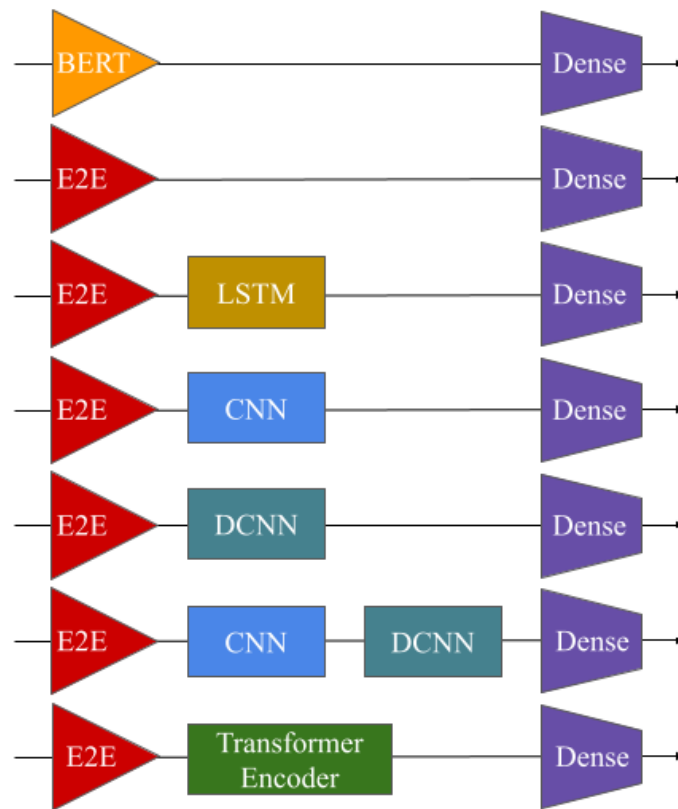 BERT Dense
E2E Dense
E2E LSTM Dense
E2E CNN Dense
E2E DCNN Dense
E2E CNN DCNN Dense
E2E Transformer Encoder Dense